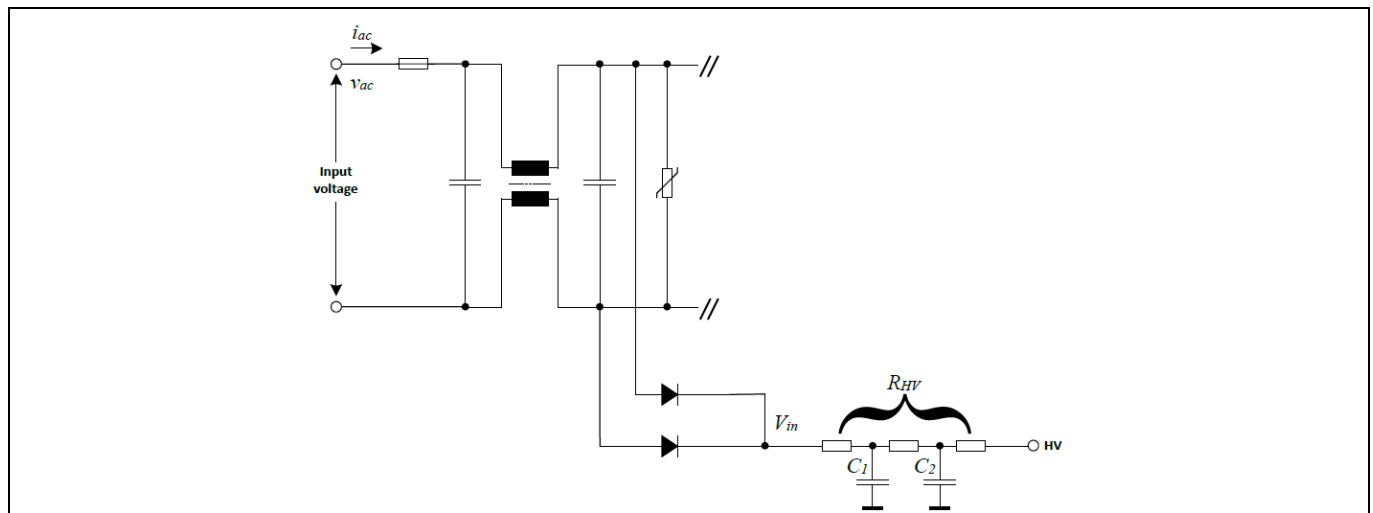 iac
vac
Input
voltage
RHV
Vin
HV
C1
C2